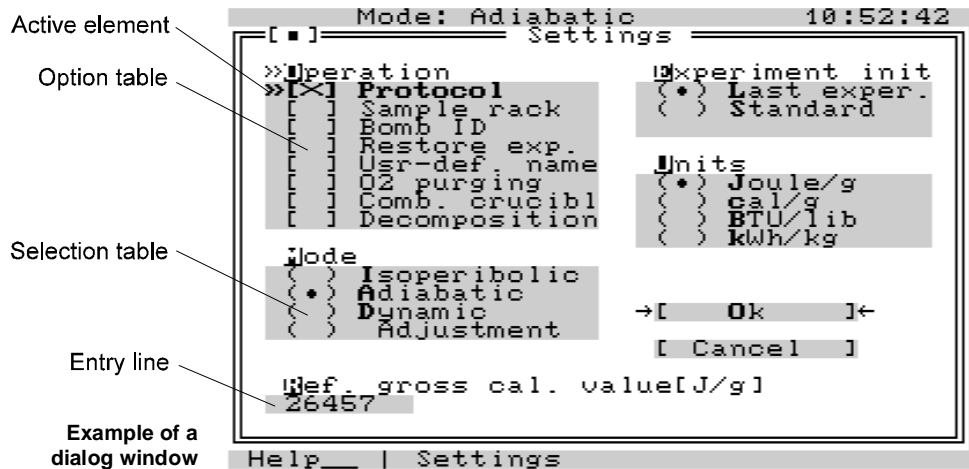 Mode: Adiabatic 10:52:42
Active element
[■] Settings
Option table
»Operation
»[X] Protocol
[ ] Sample rack
[ ] Bomb ID
[ ] Restore exp.
[ ] Usr-def. name
[ ] O2 purging
[ ] Comb. crucibl
[ ] Decomposition
Experiment init
(•) Last exper.
( ) Standard
Units
(•) Joule/g
( ) cal/g
( ) BTU/lib
( ) kWh/kg
Selection table
Mode
( ) Isoperibolic
(•) Adiabatic
( ) Dynamic
( ) Adjustment
→[ Ok ]←
[ Cancel ]
Entry line
Ref. gross cal. value[J/g]
26457
Example of a
dialog window
Help__ | Settings